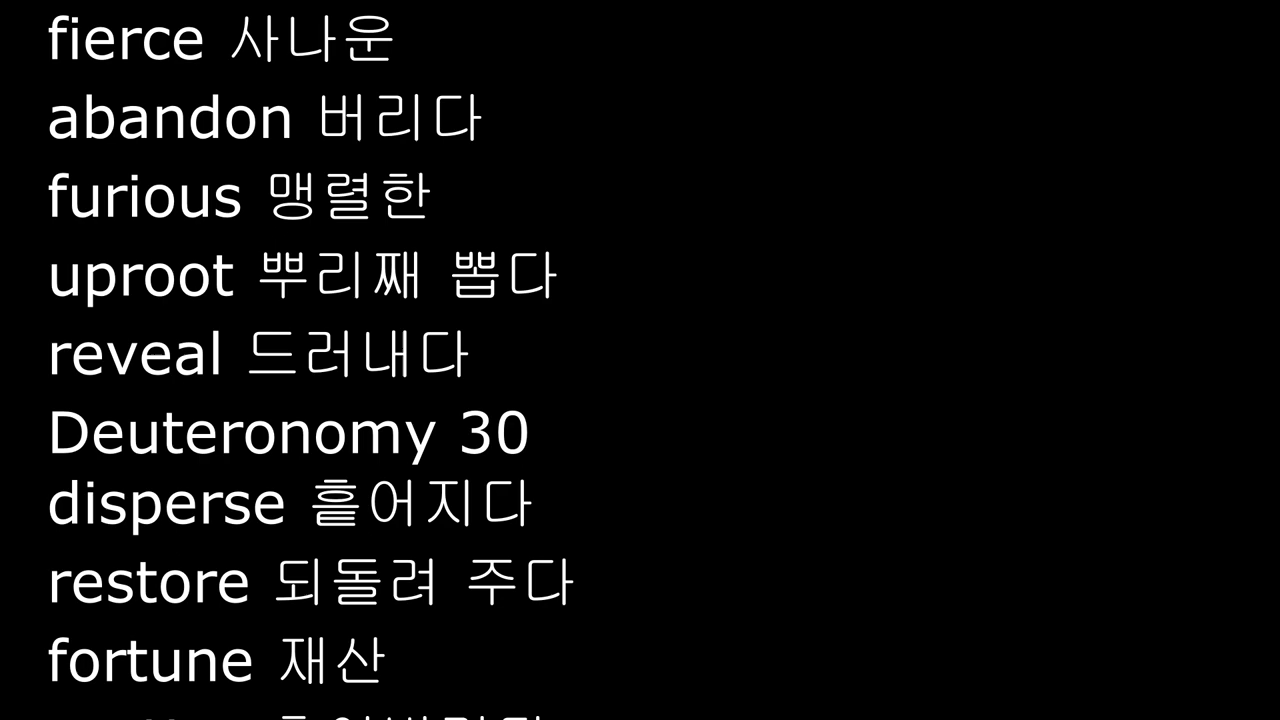 fierce 사나운
abandon 버리다
furious 맹렬한
uproot 뿌리째 뽑다
reveal 드러내다
Deuteronomy 30
disperse 흩어지다
restore 되돌려 주다
fortune 재산